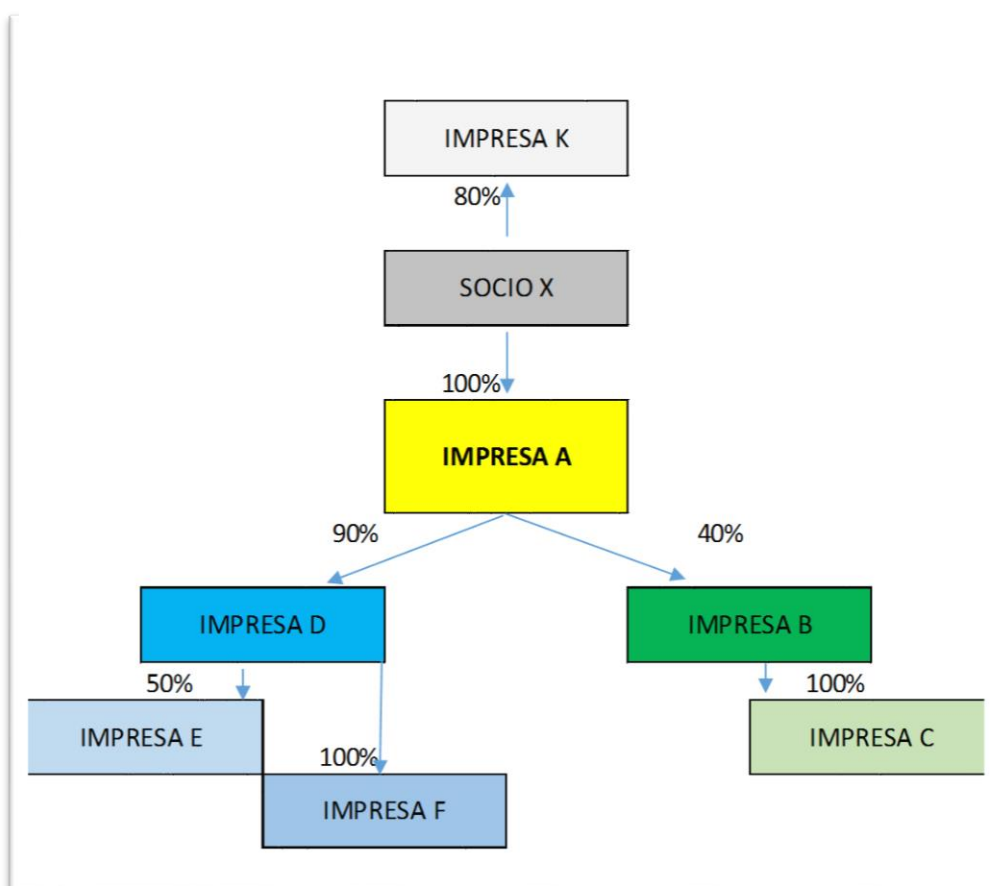 IMPRESA K
80%
SOCIO X
100%
IMPRESA A
90%
40%
IMPRESA D
IMPRESA B
50%
100%
IMPRESA E
IMPRESA C
100%
IMPRESA F